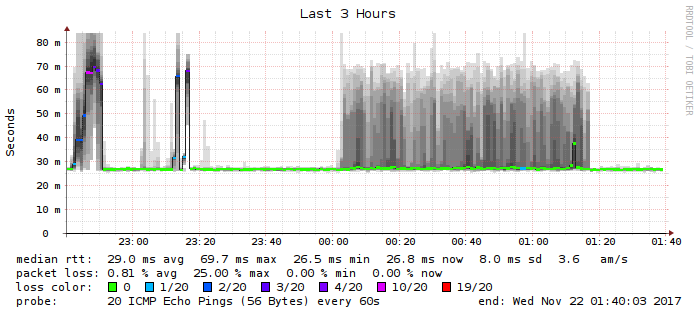 Last 3 Hours
RRDTOOL / TOBI OETIKER
Seconds
80 m
70 m
60 m
50 m
40 m
30 m
20 m
10 m
0
23:00 23:20 23:40 00:00 00:20 00:40 01:00 01:20 01:40
median rtt: 29.0 ms avg 69.7 ms max 26.5 ms min 26.8 ms now 8.0 ms sd 3.6 am/s
packet loss: 0.81 % avg 25.00 % max 0.00 % min 0.00 % now
loss color: 0 1/20 2/20 3/20 4/20 10/20 19/20
probe: 20 ICMP Echo Pings (56 Bytes) every 60s end: Wed Nov 22 01:40:03 2017